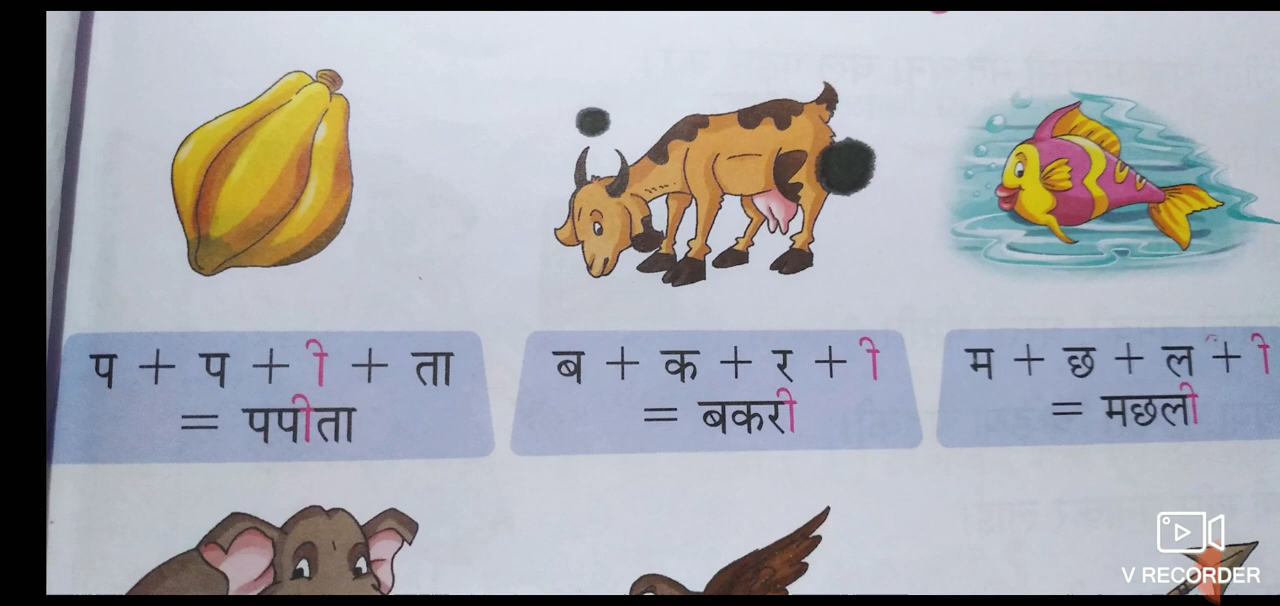 प + प + ी + ता
= पपीता
ब + क + र + ी
= बकरी
म + छ + ल + ी
= मछली
V RECORDER